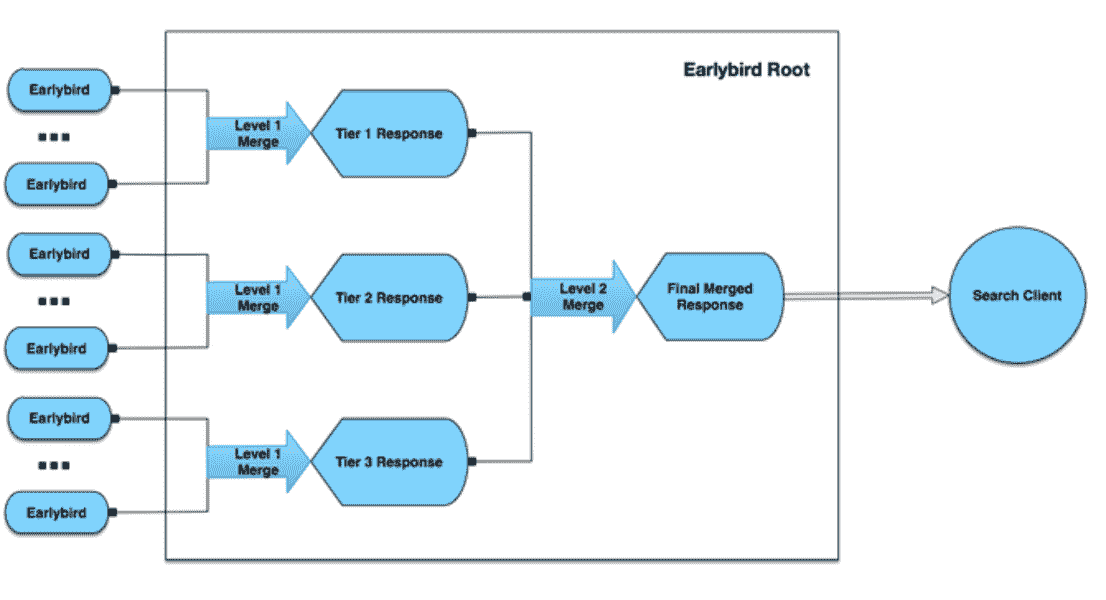 Earlybird Root
Earlybird
Earlybird
Level 1
Merge
Tier 1 Response
Earlybird
Earlybird
Level 1
Merge
Tier 2 Response
Level 2
Merge
Final Merged
Response
Search Client
Earlybird
Earlybird
Level 1
Merge
Tier 3 Response